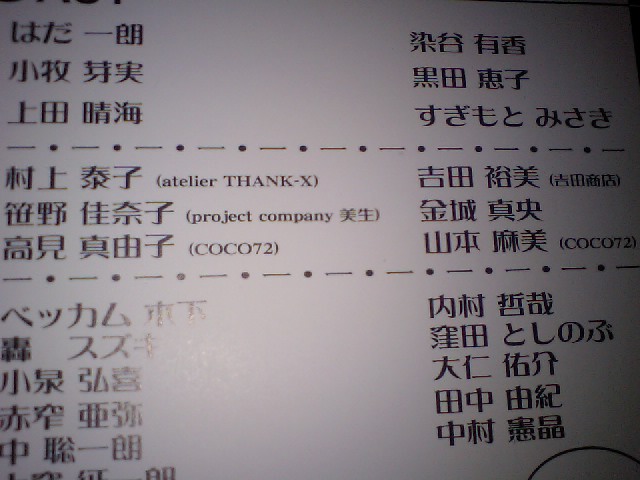 はだ 一朗
染谷 有香
小牧 芽実
黒田 恵子
上田 晴海
すぎもと みさき
村上 泰子 (atelier THANK-X)
吉田 裕美 (吉田商店)
笹野 佳奈子 (project company 美生)
金城 真央
高見 真由子 (COCO72)
山本 麻美 (COCO72)
ベッカム 木下
内村 哲哉
轟 スズキ
窪田 としのぶ
小泉 弘喜
大仁 佑介
赤窄 亜弥
田中 由紀
中 聡一朗
中村 憲晶